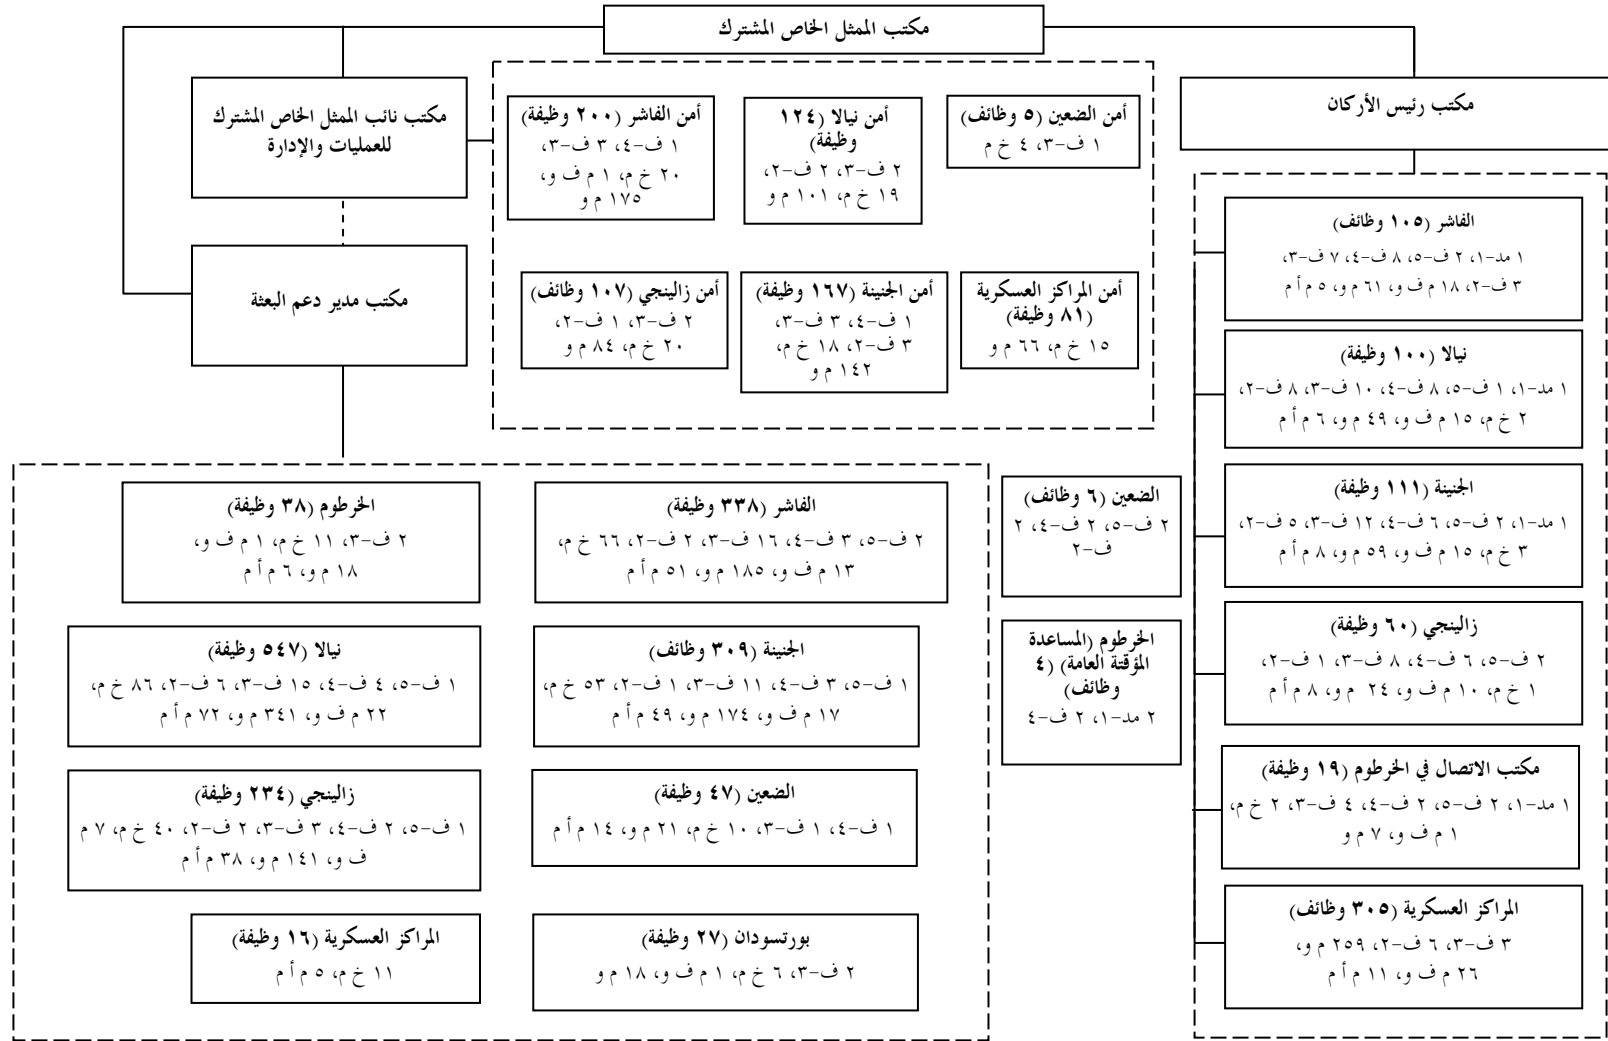 مكتب الممثل الخاص المشترك
مكتب رئيس الأركان
الفاشر (١٠٥ وظائف)
١ مد-١، ٢ ف-٥، ٨ ف-٤، ٧ ف-٣،
٣ ف-٢، ١٨ م ف و، ٦١ م و، ٥ م أ م
نيالا (١٠٠ وظيفة)
١ مد-١، ١ ف-٥، ٨ ف-٤، ١٠ ف-٣، ٨ ف-٢،
٢ خ م، ١٥ م ف و، ٤٩ م و، ٦ م أ م
الجنينة (١١١ وظيفة)
١ مد-١، ٢ ف-٥، ٦ ف-٤، ١٢ ف-٣، ٥ ف-٢،
٣ خ م، ١٥ م ف و، ٥٩ م و، ٨ م أ م
زالينجي (٦٠ وظيفة)
٢ ف-٥، ٦ ف-٤، ٨ ف-٣، ١ ف-٢،
١ خ م، ١٠ م ف و، ٢٤ م و، ٨ م أ م
مكتب الاتصال في الخرطوم (١٩ وظيفة)
١ مد-١، ٢ ف-٥، ٢ ف-٤، ٤ ف-٣، ٢ خ م،
١ م ف و، ٧ م و
المراكز العسكرية (٣٠٥ وظائف)
٣ ف-٣، ٦ ف-٢، ٢٥٩ م و،
٢٦ م ف و، ١١ م أ م
أمن الضعين (٥ وظائف)
١ ف-٣، ٤ خ م
أمن نيالا (١٢٤
وظيفة)
٢ ف-٣، ٢ ف-٢،
١٩ خ م، ١٠١ م و
أمن الفاشر (٢٠٠ وظيفة)
١ ف-٤، ٣ ف-٣،
٢٠ خ م، ١ م ف و،
١٧٥ م و
أمن المراكز العسكرية
(٨١ وظيفة)
١٥ خ م، ٦٦ م و
أمن الجنينة (١٦٧ وظيفة)
١ ف-٤، ٣ ف-٣،
٣ ف-٢، ١٨ خ م،
١٤٢ م و
أمن زالينجي (١٠٧ وظائف)
٢ ف-٣، ١ ف-٢،
٢٠ خ م، ٨٤ م و
مكتب نائب الممثل الخاص المشترك
للعمليات والإدارة
مكتب مدير دعم البعثة
الضعين (٦ وظائف)
٢ ف-٥، ٢ ف-٤، ٢
ف-٢
الخرطوم (المساعدة
المؤقتة العامة) (٤
وظائف)
٢ مد-١، ٢ ف-٤
الفاشر (٣٣٨ وظيفة)
٢ ف-٥، ٣ ف-٤، ١٦ ف-٣، ٢ ف-٢، ٦٦ خ م،
١٣ م ف و، ١٨٥ م و، ٥١ م أ م
الخرطوم (٣٨ وظيفة)
٢ ف-٣، ١١ خ م، ١ م ف و،
١٨ م و، ٦ م أ م
الجنينة (٣٠٩ وظائف)
١ ف-٥، ٣ ف-٤، ١١ ف-٣، ١ ف-٢، ٥٣ خ م،
١٧ م ف و، ١٧٤ م و، ٤٩ م أ م
نيالا (٥٤٧ وظيفة)
١ ف-٥، ٤ ف-٤، ١٥ ف-٣، ٦ ف-٢، ٨٦ خ م،
٢٢ م ف و، ٣٤١ م و، ٧٢ م أ م
الضعين (٤٧ وظيفة)
١ ف-٤، ١ ف-٣، ١٠ خ م، ٢١ م و، ١٤ م أ م
زالينجي (٢٣٤ وظيفة)
١ ف-٥، ٢ ف-٤، ٣ ف-٣، ٢ ف-٢، ٤٠ خ م، ٧ م
ف و، ١٤١ م و، ٣٨ م أ م
بورتسودان (٢٧ وظيفة)
٢ ف-٣، ٦ خ م، ١ م ف و، ١٨ م و
المراكز العسكرية (١٦ وظيفة)
١١ خ م، ٥ م أ م